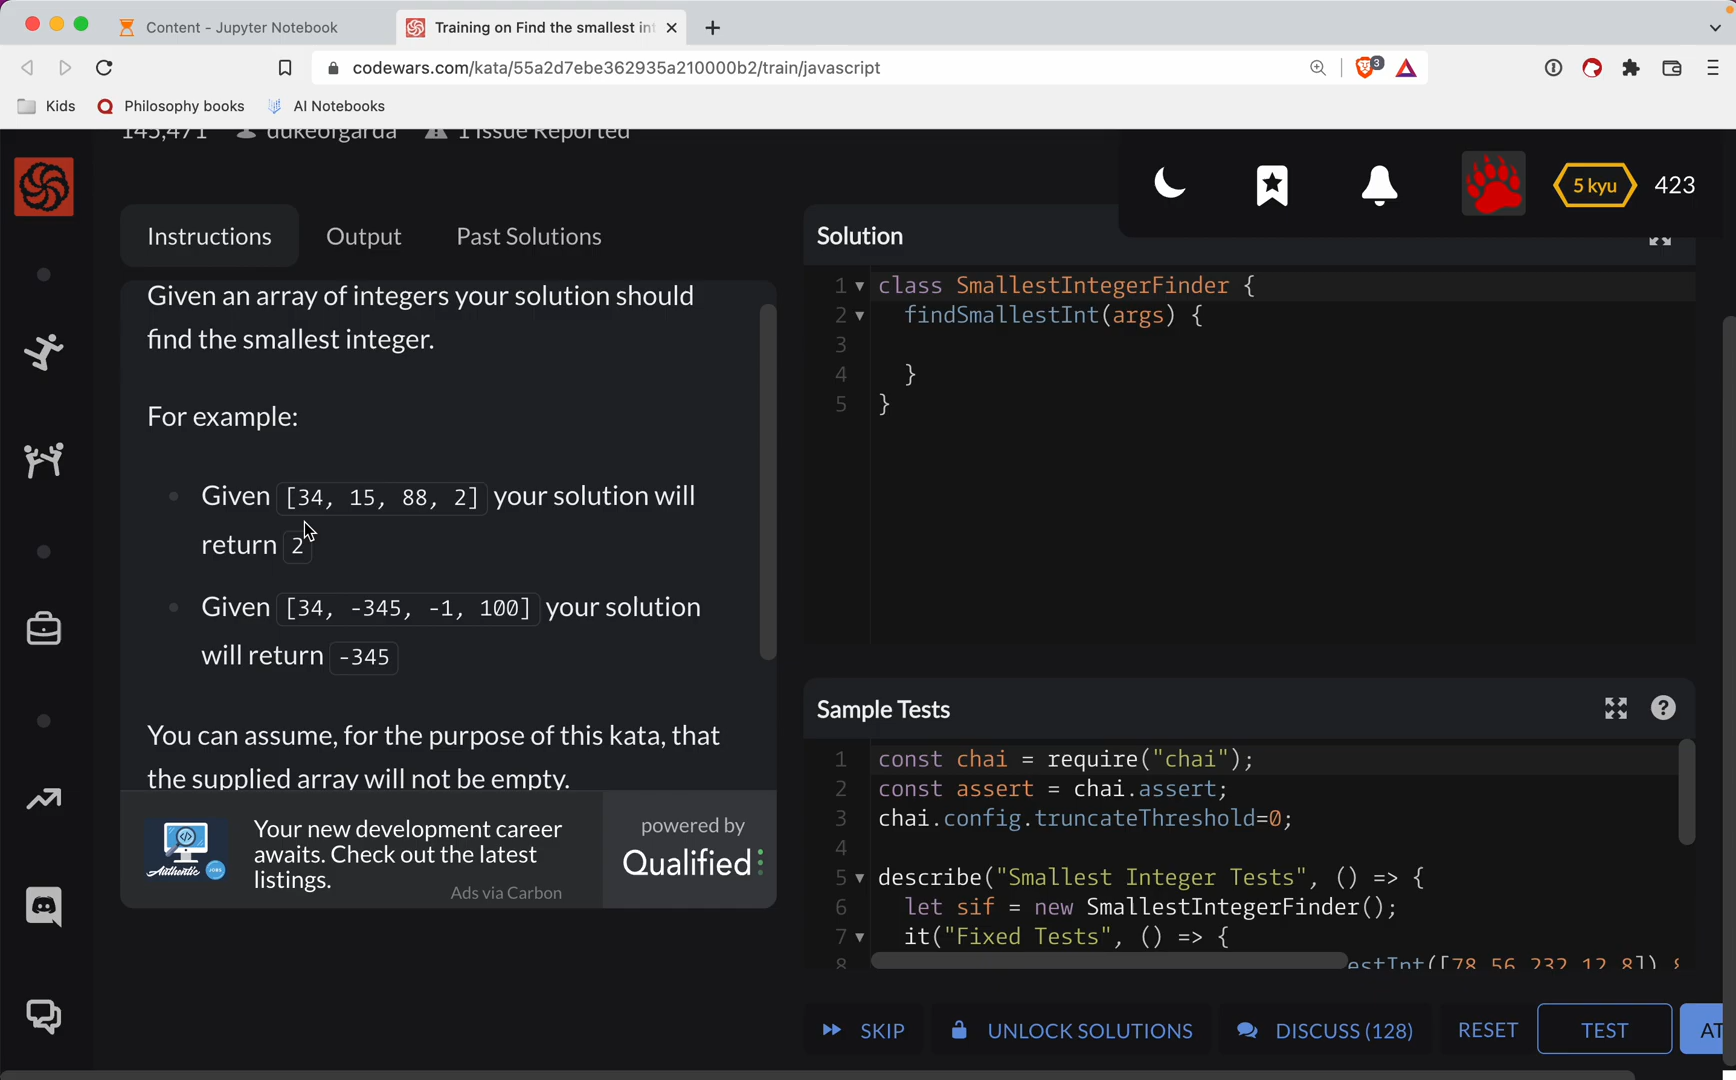 Content - Jupyter Notebook
Training on Find the smallest in
codewars.com/kata/55a2d7ebe362935a210000b2/train/javascript
3
Kids
Philosophy books
AI Notebooks
145,471
dukeofgarda
1 Issue Reported
5 kyu
423
Instructions
Output
Past Solutions
Given an array of integers your solution should
find the smallest integer.
For example:
Given [34, 15, 88, 2] your solution will
return 2
Given [34, -345, -1, 100] your solution
will return -345
You can assume, for the purpose of this kata, that
the supplied array will not be empty.
Your new development career
awaits. Check out the latest
listings.
Ads via Carbon
Authentic
JOBS
powered by
Qualified
Solution
1 class SmallestIntegerFinder {
2 findSmallestInt(args) {
3
4 }
5 }
Sample Tests
?
1 const chai = require("chai");
2 const assert = chai.assert;
3 chai.config.truncateThreshold=0;
4
5 describe("Smallest Integer Tests", () => {
6 let sif = new SmallestIntegerFinder();
7 it("Fixed Tests", () => {
8 estInt([78,56,232,12,8]),8
SKIP
UNLOCK SOLUTIONS
DISCUSS (128)
RESET
TEST
AT